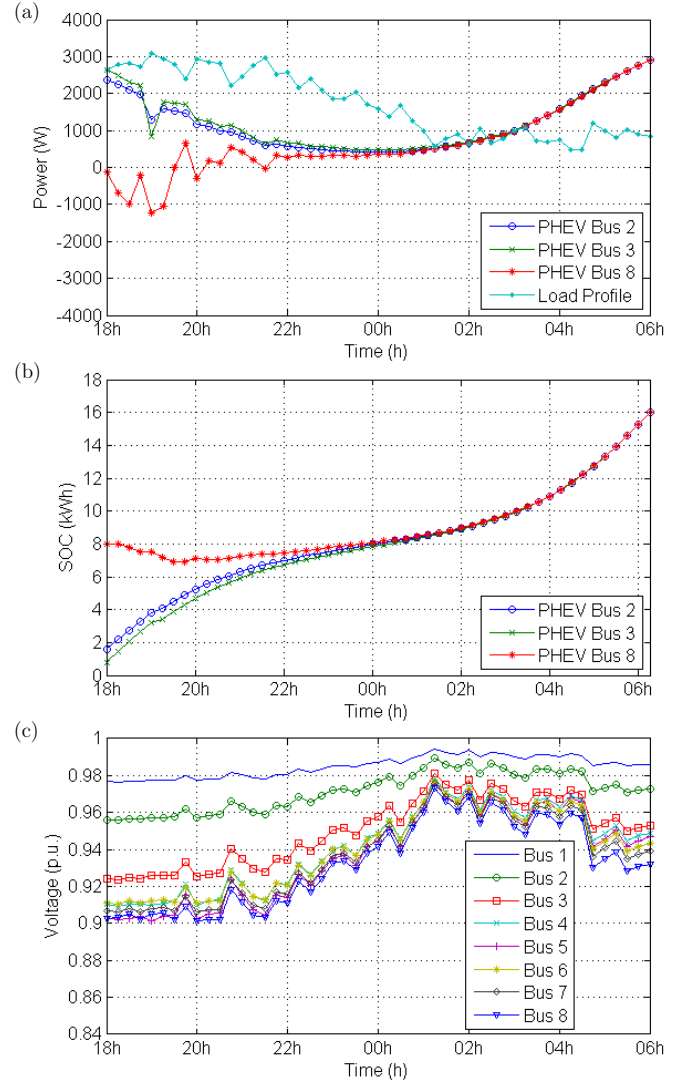 (a)
4000
3000
2000
1000
0
-1000
-2000
-3000
-4000
Power (W)
PHEV Bus 2
PHEV Bus 3
PHEV Bus 8
Load Profile
18h 20h 22h 00h 02h 04h 06h
Time (h)
(b)
18
16
14
12
10
8
6
4
2
0
SOC (kWh)
PHEV Bus 2
PHEV Bus 3
PHEV Bus 8
18h 20h 22h 00h 02h 04h 06h
Time (h)
(c)
1
0.98
0.96
0.94
0.92
0.9
0.88
0.86
0.84
Voltage (p.u.)
Bus 1
Bus 2
Bus 3
Bus 4
Bus 5
Bus 6
Bus 7
Bus 8
18h 20h 22h 00h 02h 04h 06h
Time (h)